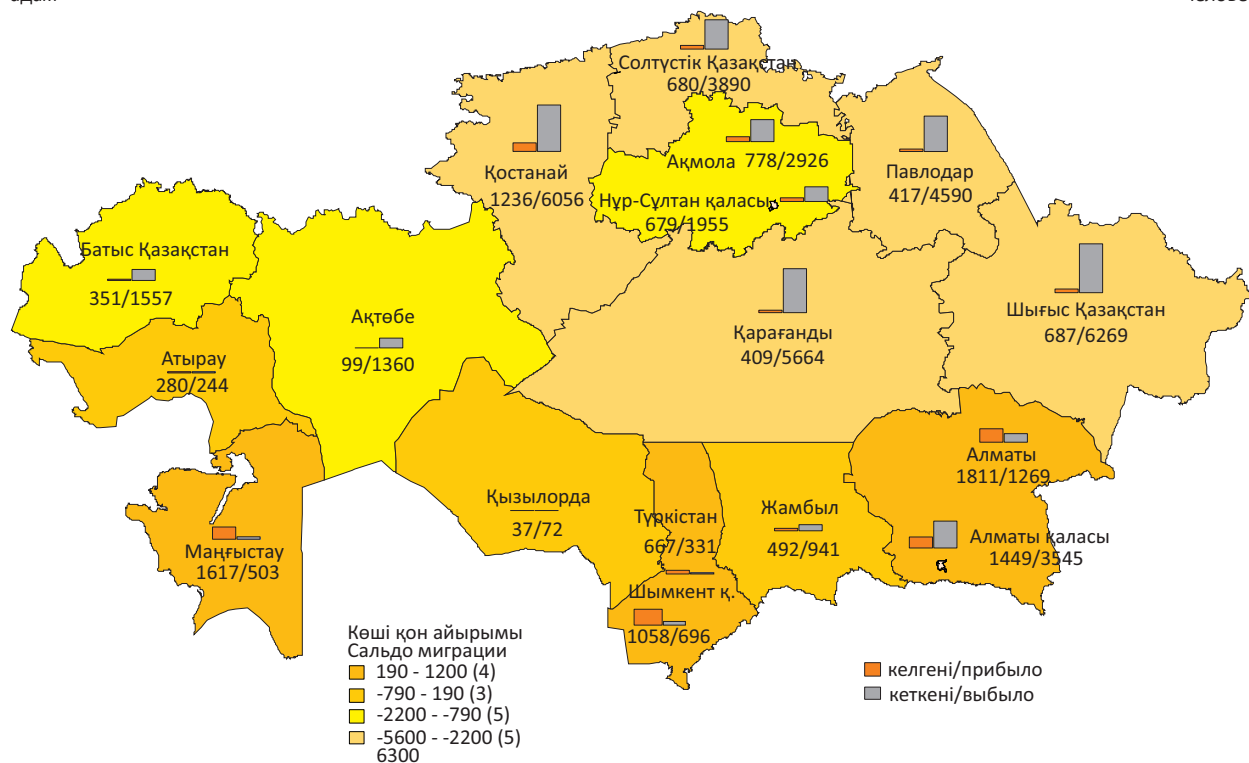 Солтүстік Қазақстан
680/3890
Қостанай
1236/6056
Ақмола 778/2926
Нұр-Сұлтан қаласы
679/1955
Павлодар
417/4590
Батыс Қазақстан
351/1557
Ақтөбе
99/1360
Қарағанды
409/5664
Шығыс Қазақстан
687/6269
Атырау
280/244
Алматы
1811/1269
Қызылорда
37/72
Түркістан
667/331
Жамбыл
492/941
Алматы қаласы
1449/3545
Маңғыстау
1617/503
Шымкент қ.
1058/696
Көші қон айырымы
Сальдо миграции
190 - 1200 (4)
-790 - 190 (3)
-2200 - -790 (5)
-5600 - -2200 (5)
6300
келгені/прибыло
кеткені/выбыло